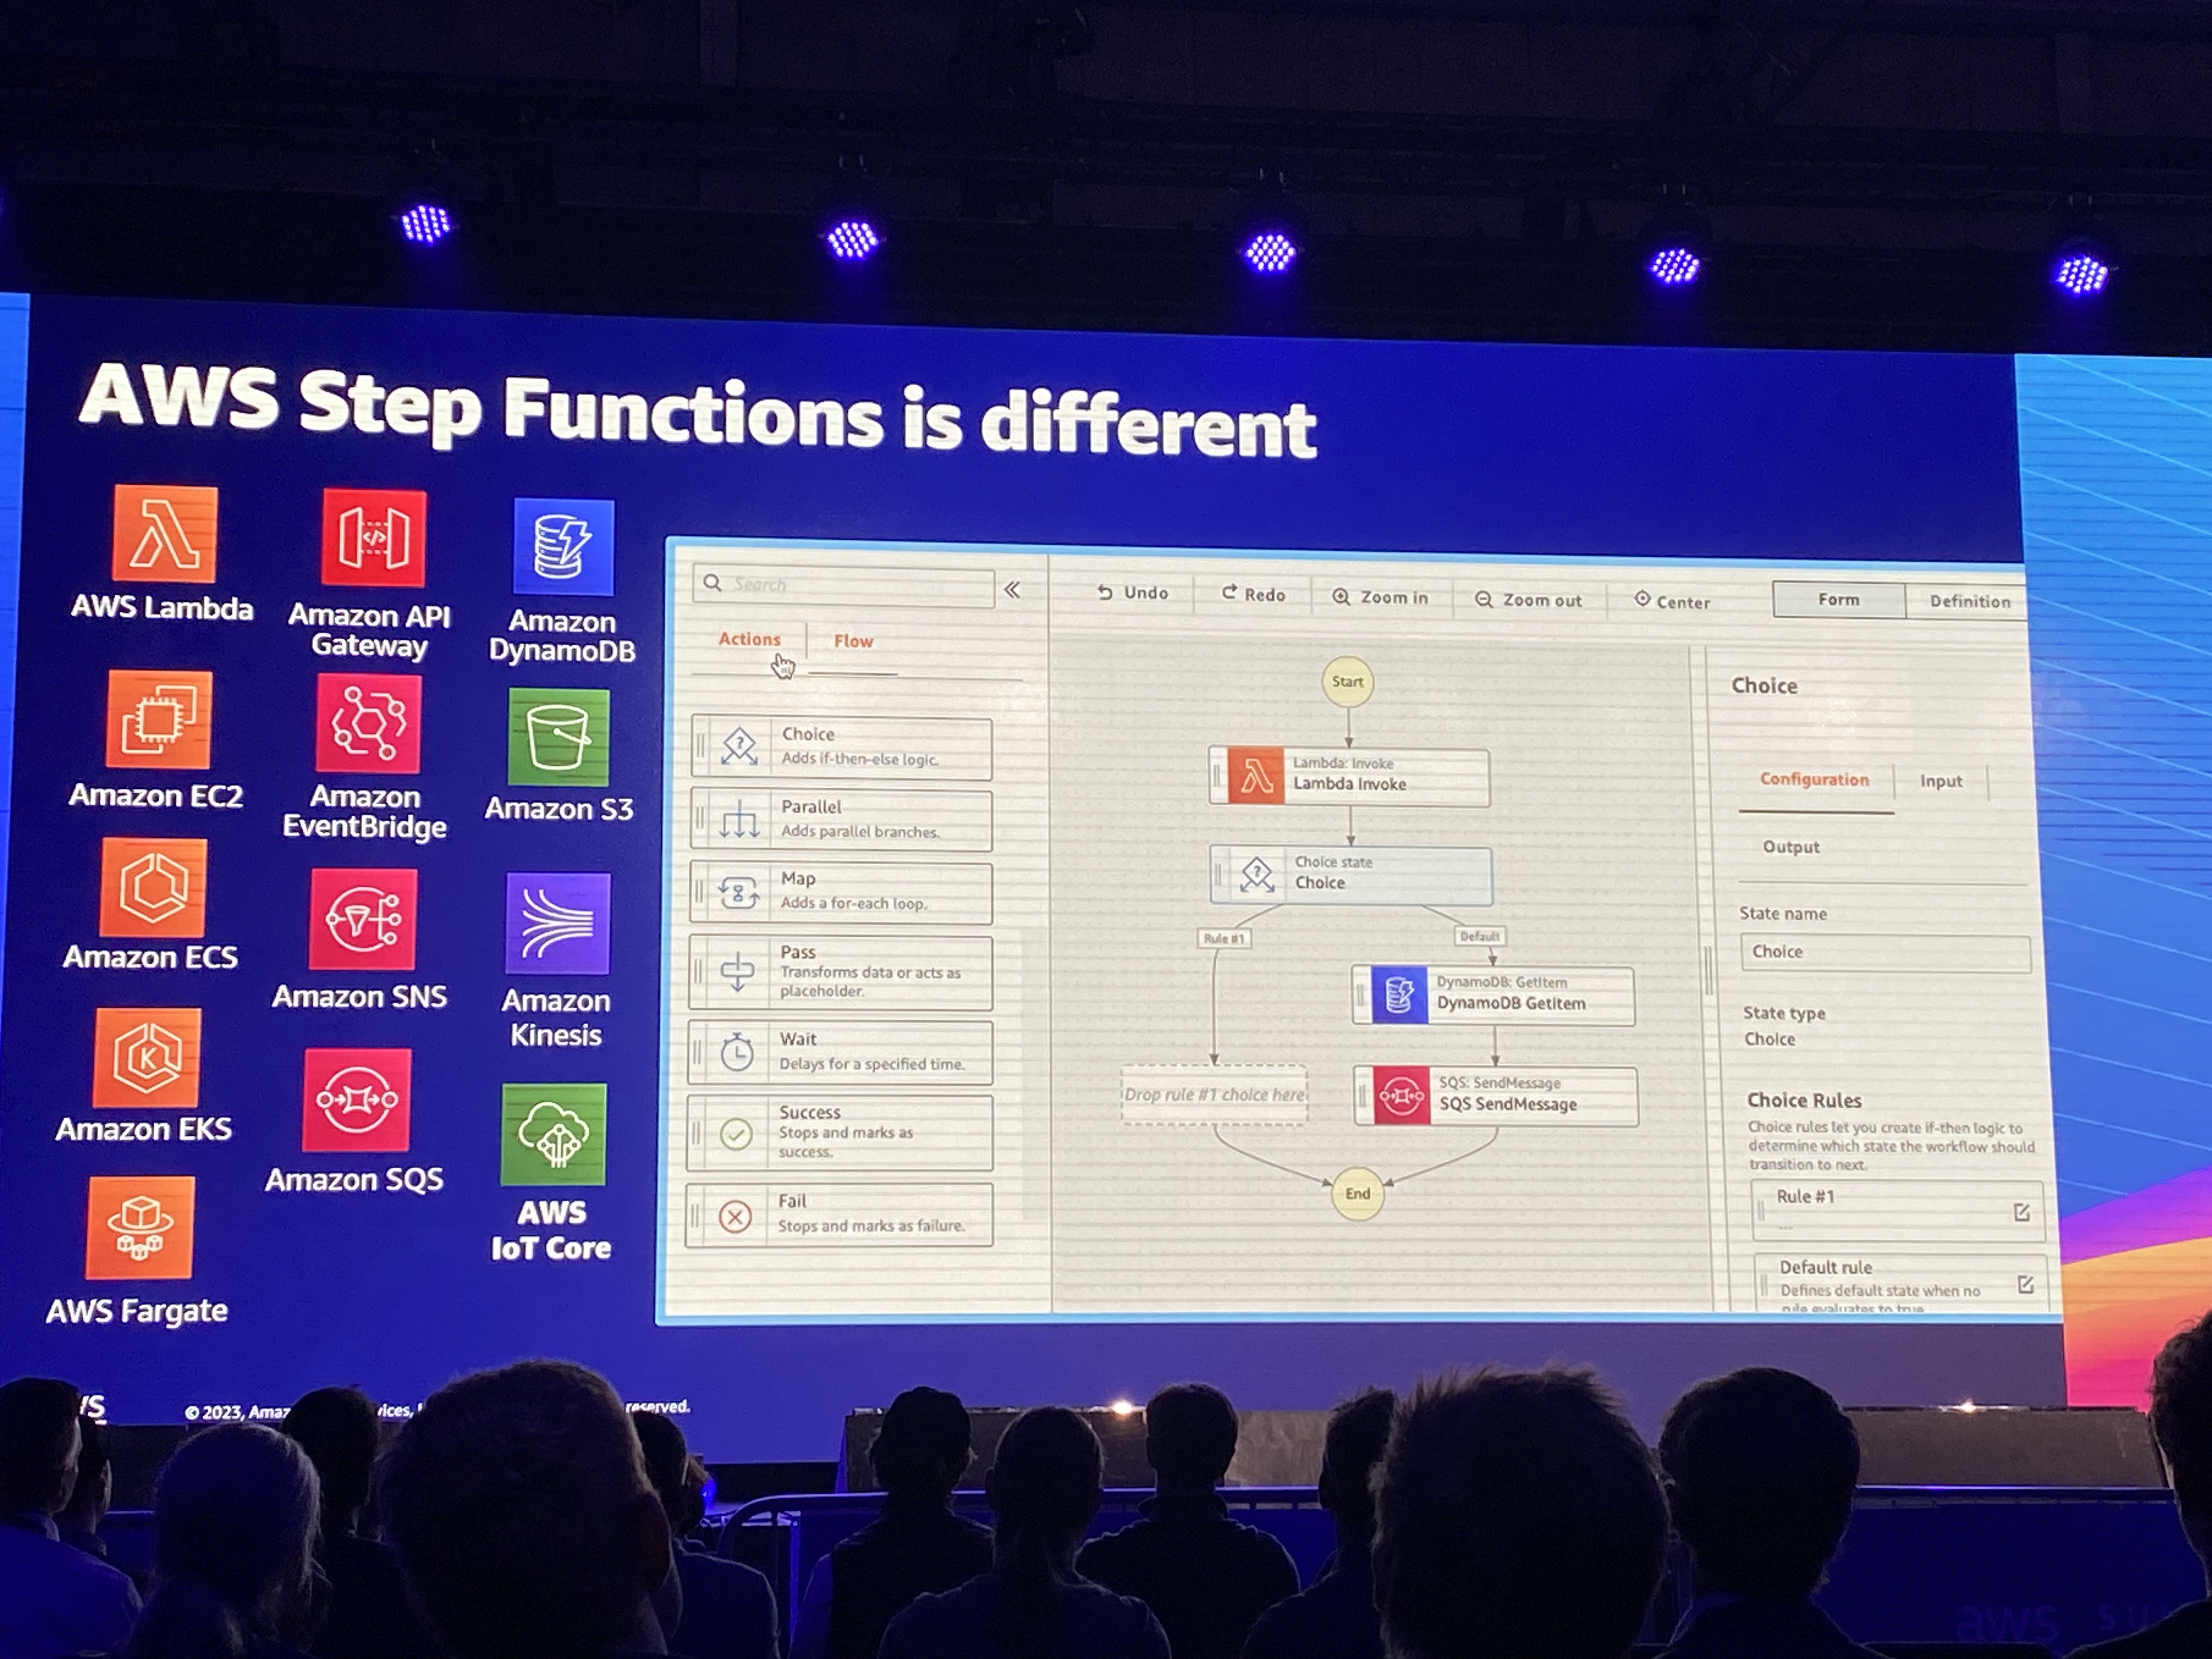 AWS Step Functions is different
AWS Lambda
Amazon API
Gateway
Amazon
DynamoDB
Amazon EC2
Amazon
EventBridge
Amazon S3
Amazon ECS
Amazon SNS
Amazon
Kinesis
Amazon EKS
Amazon SQS
AWS
IoT Core
AWS Fargate
Search
Actions
Flow
Choice
Adds if-then-else logic.
Parallel
Adds parallel branches.
Map
Adds a for-each loop.
Pass
Transforms data or acts as
placeholder.
Wait
Delays for a specified time.
Success
Stops and marks as
success.
Fail
Stops and marks as failure.
Undo
Redo
Zoom in
Zoom out
Center
Form
Definition
Start
Lambda: Invoke
Lambda Invoke
Choice state
Choice
Rule #1
Default
DynamoDB: GetItem
DynamoDB GetItem
Drop rule #1 choice here
SQS: SendMessage
SQS SendMessage
End
Choice
Configuration
Input
Output
State name
Choice
State type
Choice
Choice Rules
Choice rules let you create if-then logic to
determine which state the workflow should
transition to next.
Rule #1
...
Default rule
Defines default state when no
rule evaluates to true
© 2023, Amaz
reserved.
aws